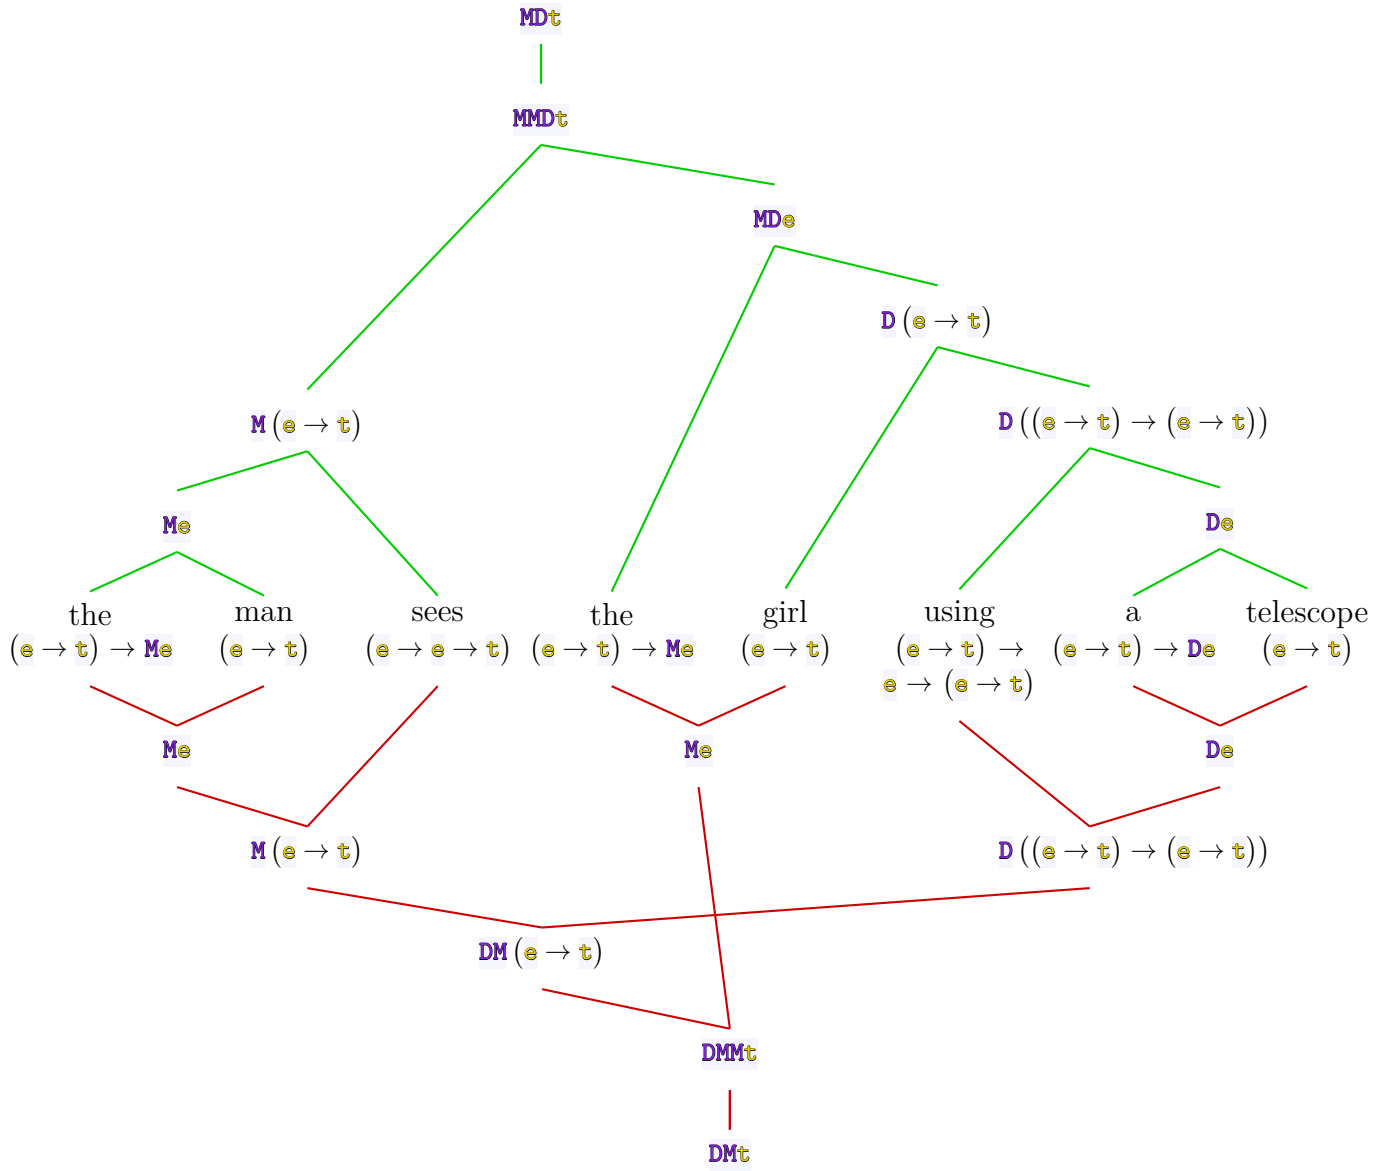 MDt
MMDt
MDe
D (e → t)
M (e → t)
D ((e → t) → (e → t))
Me
De
the man sees the girl using a telescope
(e → t) → Me (e → t) (e → e → t) (e → t) → Me (e → t) (e → t) → (e → t) → De (e → t)
e → (e → t)
Me Me De
M (e → t) D ((e → t) → (e → t))
DM (e → t)
DMMt
DMt